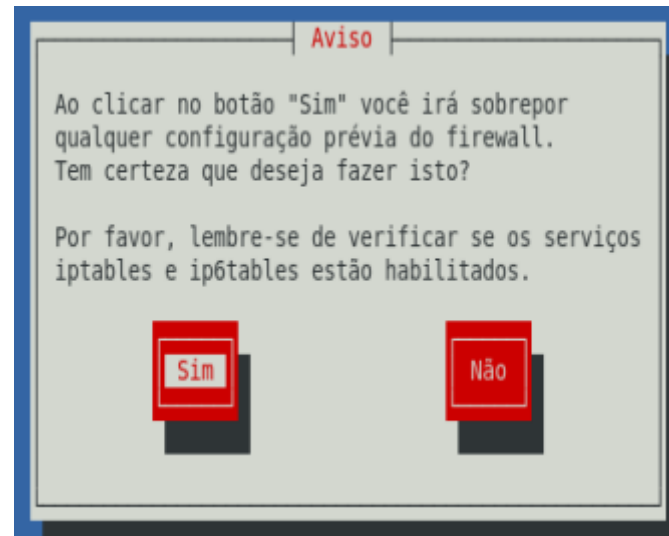 Aviso
Ao clicar no botão "Sim" você irá sobrepor
qualquer configuração prévia do firewall.
Tem certeza que deseja fazer isto?
Por favor, lembre-se de verificar se os serviços
iptables e ip6tables estão habilitados.
Sim Não